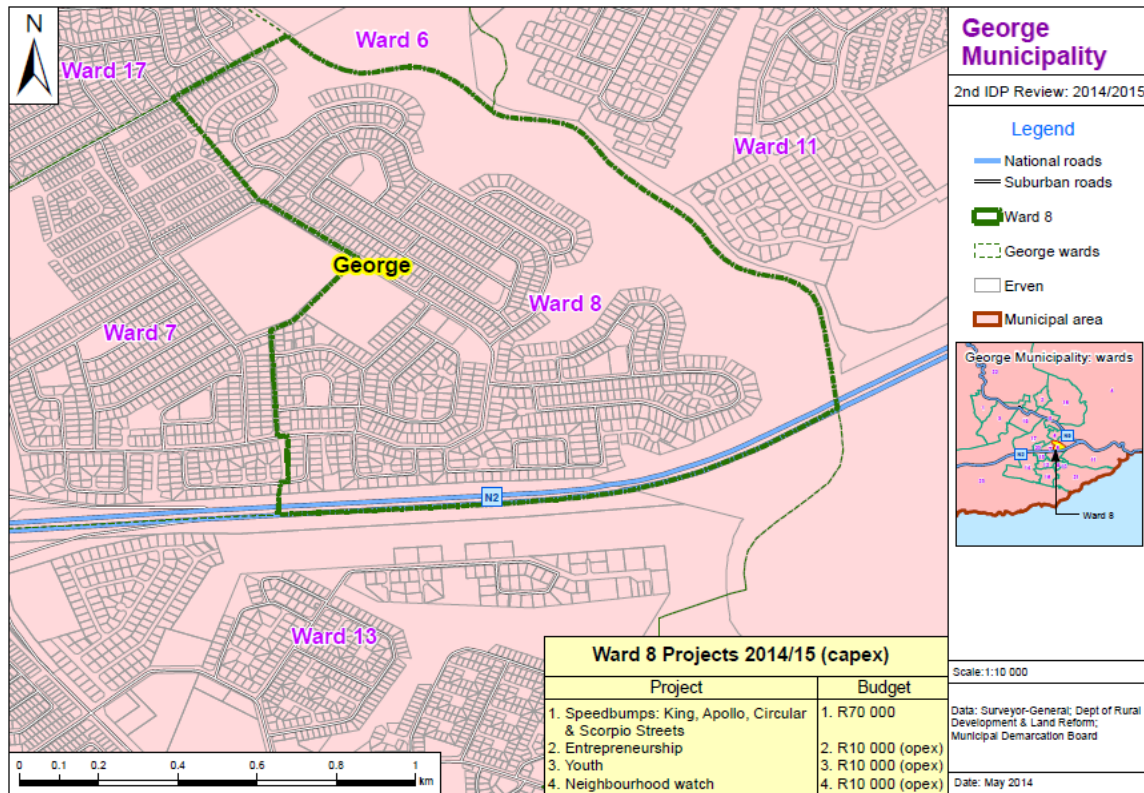 N
Ward 6
Ward 17
Ward 11
George
Ward 8
Ward 7
N2
Ward 13
0 0.2 0.4 0.6 0.8 1
km
Ward 8 Projects 2014/15 (capex)
Project Budget
1. Speedbumps: King, Apollo, Circular 1. R70 000
& Scorpio Streets
2. Entrepreneurship 2. R10 000 (opex)
3. Youth 3. R10 000 (opex)
4. Neighbourhood watch 4. R10 000 (opex)
George
Municipality
2nd IDP Review: 2014/2015
Legend
National roads
Suburban roads
Ward 8
George wards
Erven
Municipal area
George Municipality: wards
N2
N2
Ward 8
Scale:1:10 000
Data: Surveyor-General; Dept of Rural
Development & Land Reform;
Municipal Demarcation Board
Date: May 2014